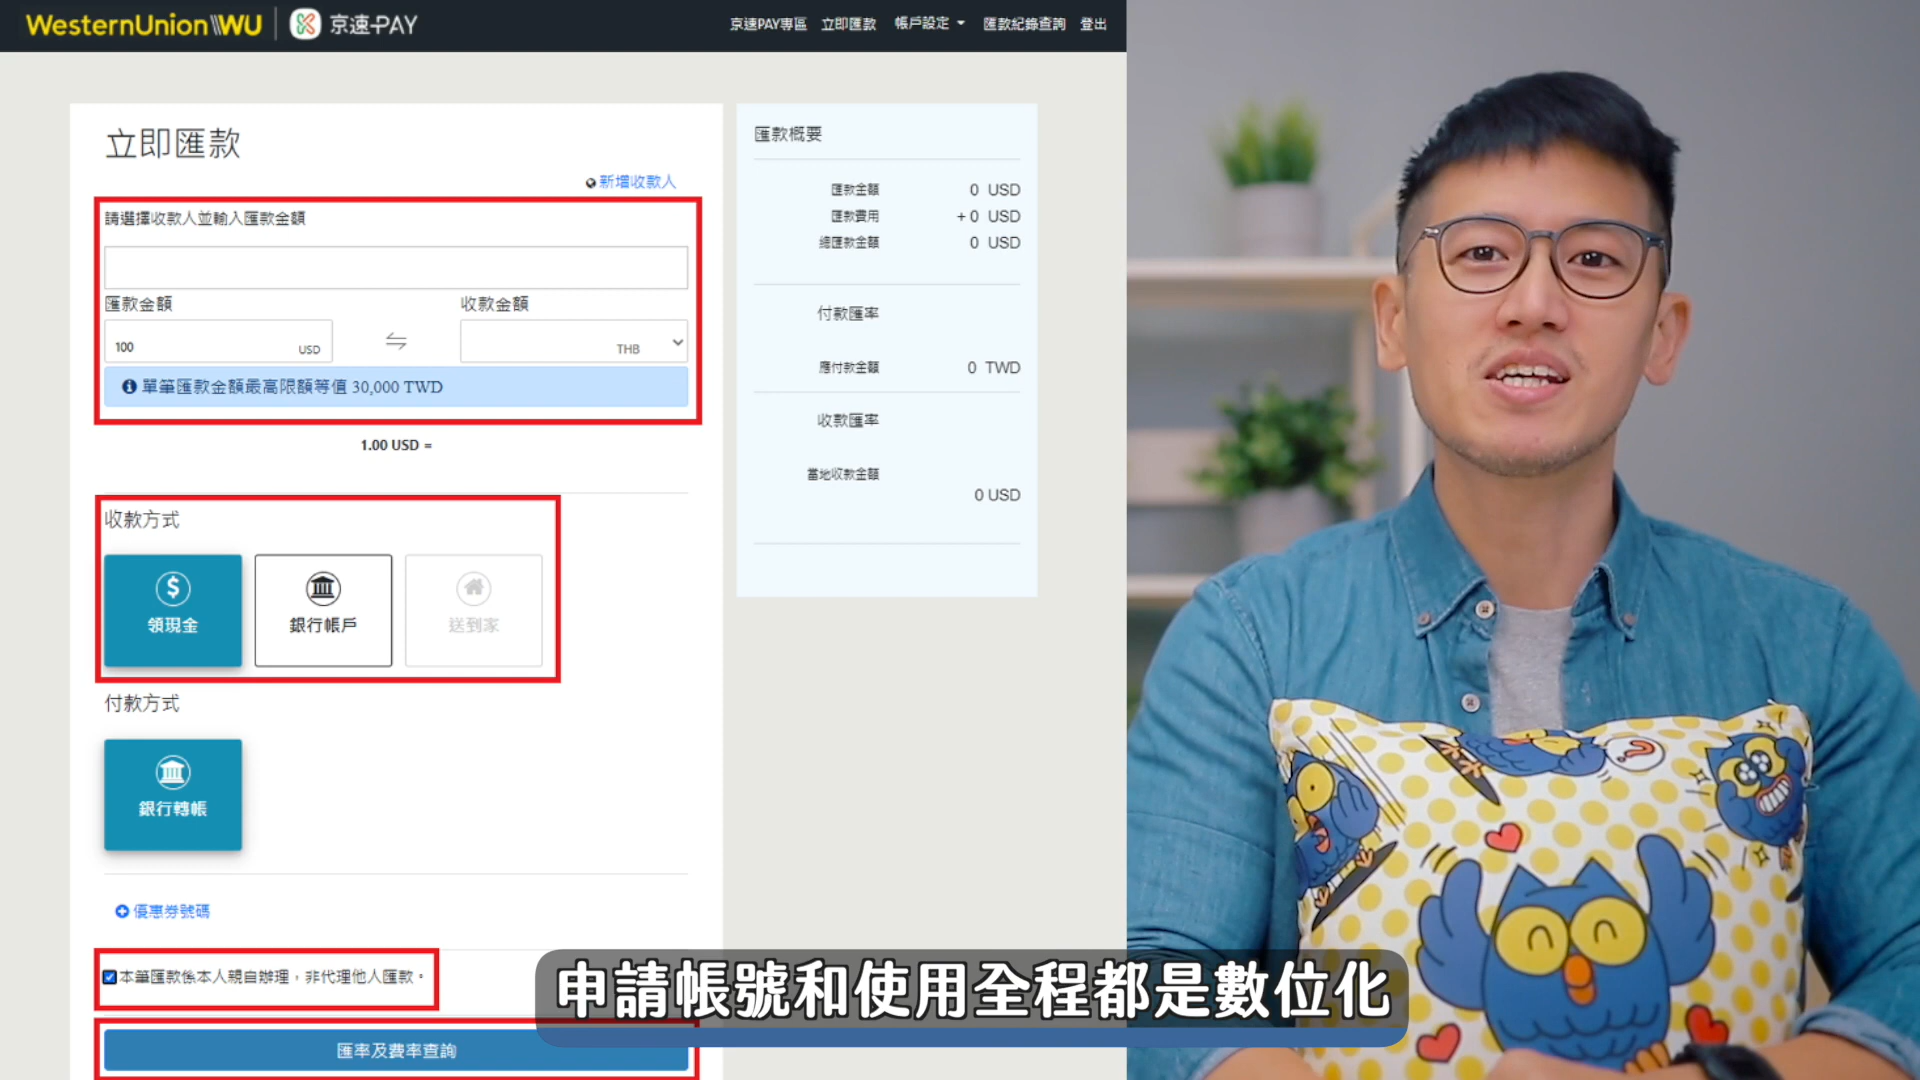 WesternUnion WU
京速PAY
京速PAY專區 立即匯款 帳戶設定 匯款紀錄查詢 登出
立即匯款
新增收款人
請選擇收款人並輸入匯款金額
匯款金額
收款金額
100 USD
THB
單筆匯款金額最高限額等值 30,000 TWD
1.00 USD =
收款方式
領現金
銀行帳戶
送到家
付款方式
銀行轉帳
優惠券號碼
本筆匯款係本人親自辦理，非代理他人匯款。
匯率及費率查詢
匯款概要
匯款金額 0 USD
匯款費用 +0 USD
總匯款金額 0 USD
付款匯率
應付款金額 0 TWD
收款匯率
當地收款金額
0 USD
?
申請帳號和使用全程都是數位化